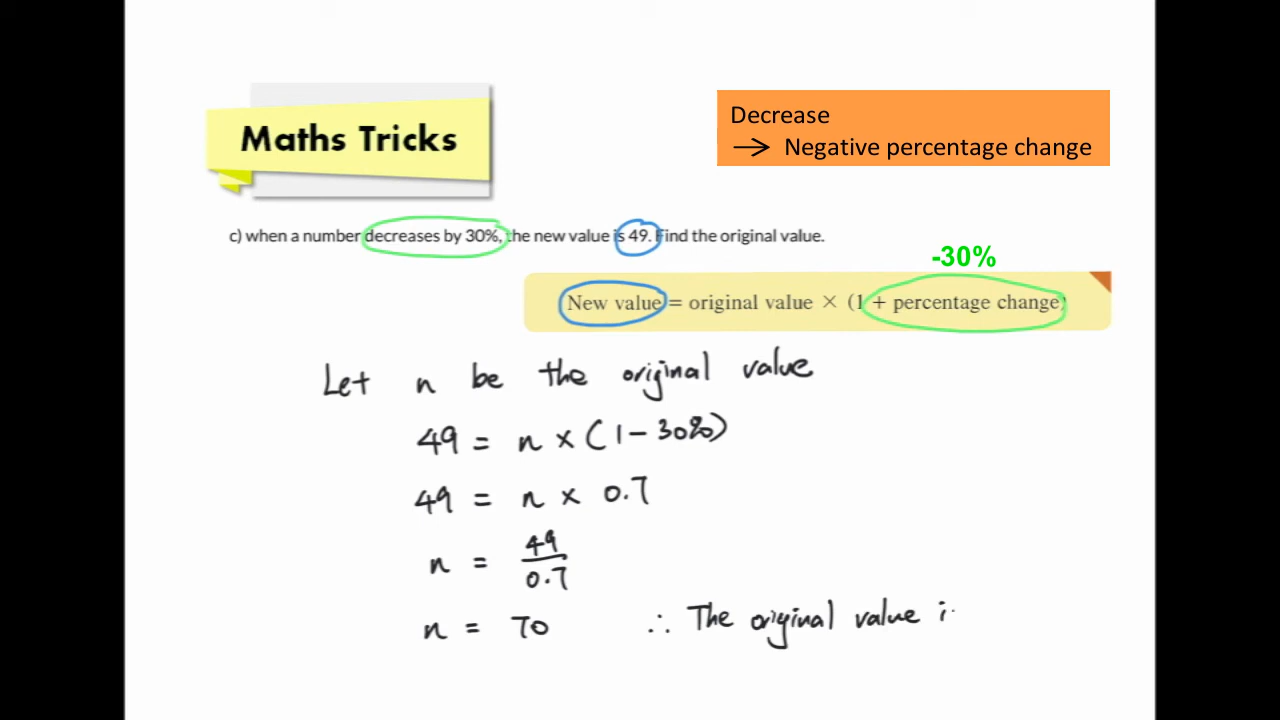 Maths Tricks
Decrease
→ Negative percentage change
c) when a number decreases by 30%, the new value is 49. Find the original value.
-30%
New value = original value × (1 + percentage change)
Let n be the original value
49 = n × (1 - 30%)
49 = n × 0.7
n = 49/0.7
n = 70 ∴ The original value i